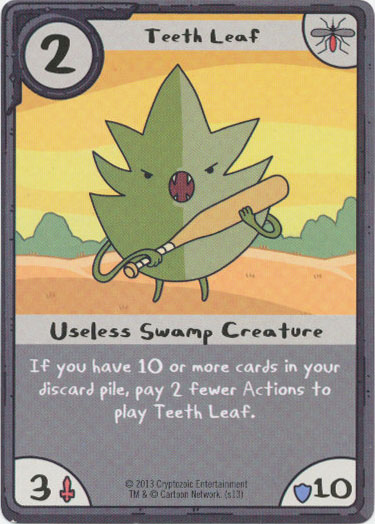 2
Teeth Leaf
Useless Swamp Creature
If you have 10 or more cards in your
discard pile, pay 2 fewer Actions to
play Teeth Leaf.
3
© 2013 Cryptozoic Entertainment
TM & © Cartoon Network. (s13)
10